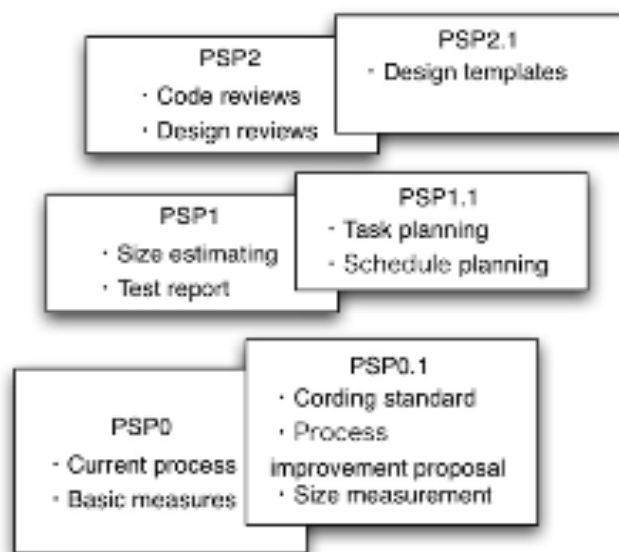 PSP2
· Code reviews
· Design reviews
PSP2.1
· Design templates
PSP1
· Size estimating
· Test report
PSP1.1
· Task planning
· Schedule planning
PSP0
· Current process
· Basic measures
PSP0.1
· Cording standard
· Process
improvement proposal
· Size measurement